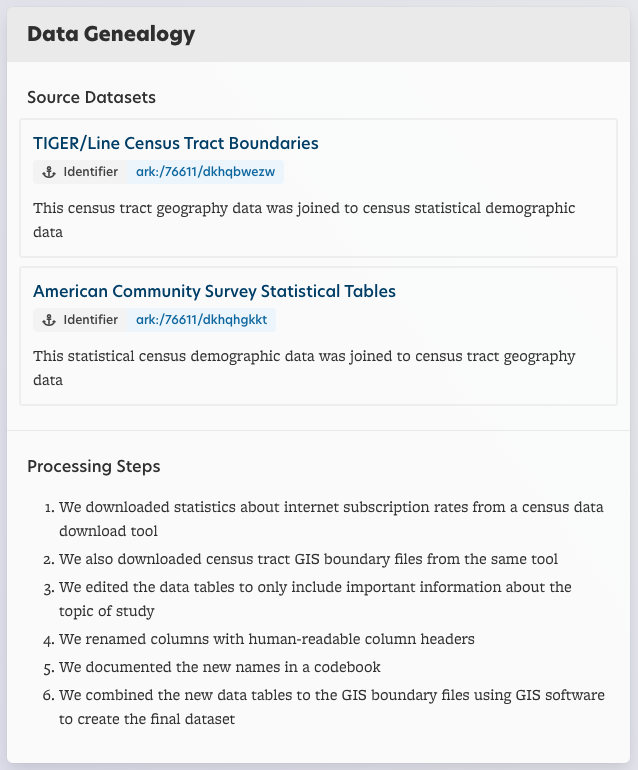 Data Genealogy
Source Datasets
TIGER/Line Census Tract Boundaries
Identifier ark:/76611/dkhqbwezw
This census tract geography data was joined to census statistical demographic
data
American Community Survey Statistical Tables
Identifier ark:/76611/dkhqhgkkt
This statistical census demographic data was joined to census tract geography
data
Processing Steps
1. We downloaded statistics about internet subscription rates from a census data
download tool
2. We also downloaded census tract GIS boundary files from the same tool
3. We edited the data tables to only include important information about the
topic of study
4. We renamed columns with human-readable column headers
5. We documented the new names in a codebook
6. We combined the new data tables to the GIS boundary files using GIS software
to create the final dataset